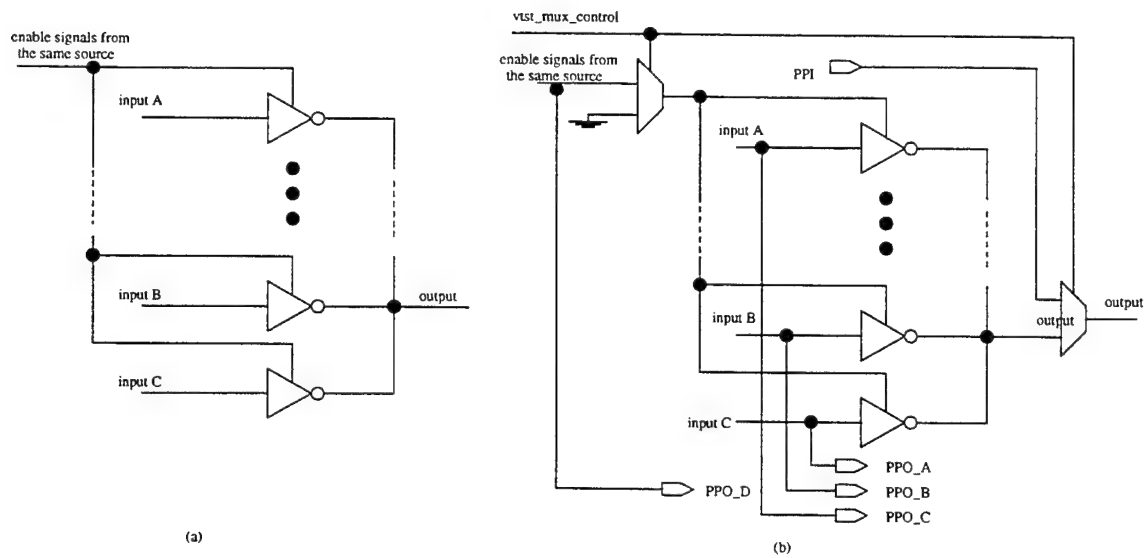 enable signals from
the same source
input A
input B
output
input C
(a)
vtst_mux_control
enable signals from
the same source
PPI
input A
input B
output
output
input C
PPO_A
PPO_D
PPO_B
PPO_C
(b)